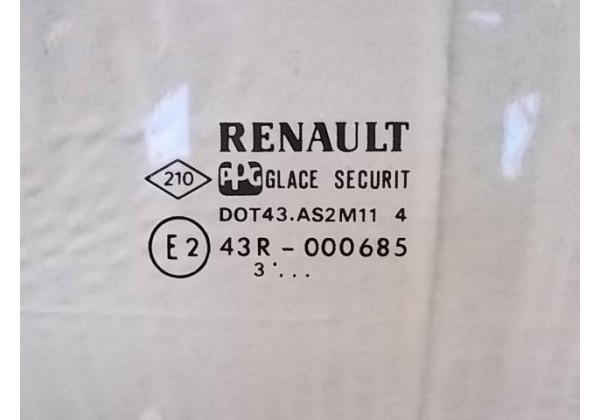 RENAULT
210 PPG GLACE SECURIT
DOT43.AS2M11 4
E2 43R-000685
3 ....